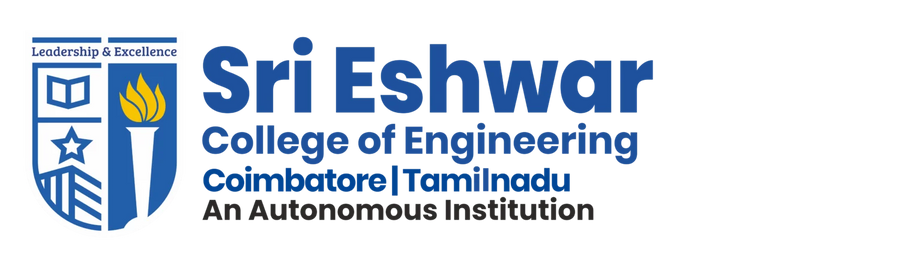 Leadership & Excellence
Sri Eshwar
College of Engineering
Coimbatore | Tamilnadu
An Autonomous Institution